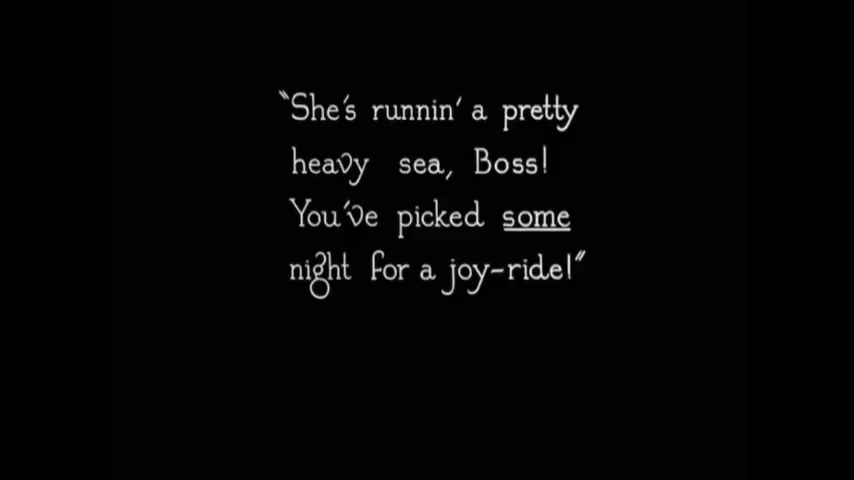 "She's runnin' a pretty
heavy sea, Boss!
You've picked some
night for a joy-ride!"